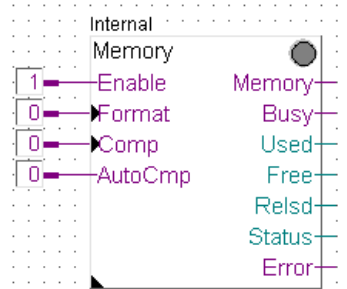 Internal
Memory
1 Enable Memory
0 Format Busy
0 Comp Used
0 AutoCmp Free
Relsd
Status
Error